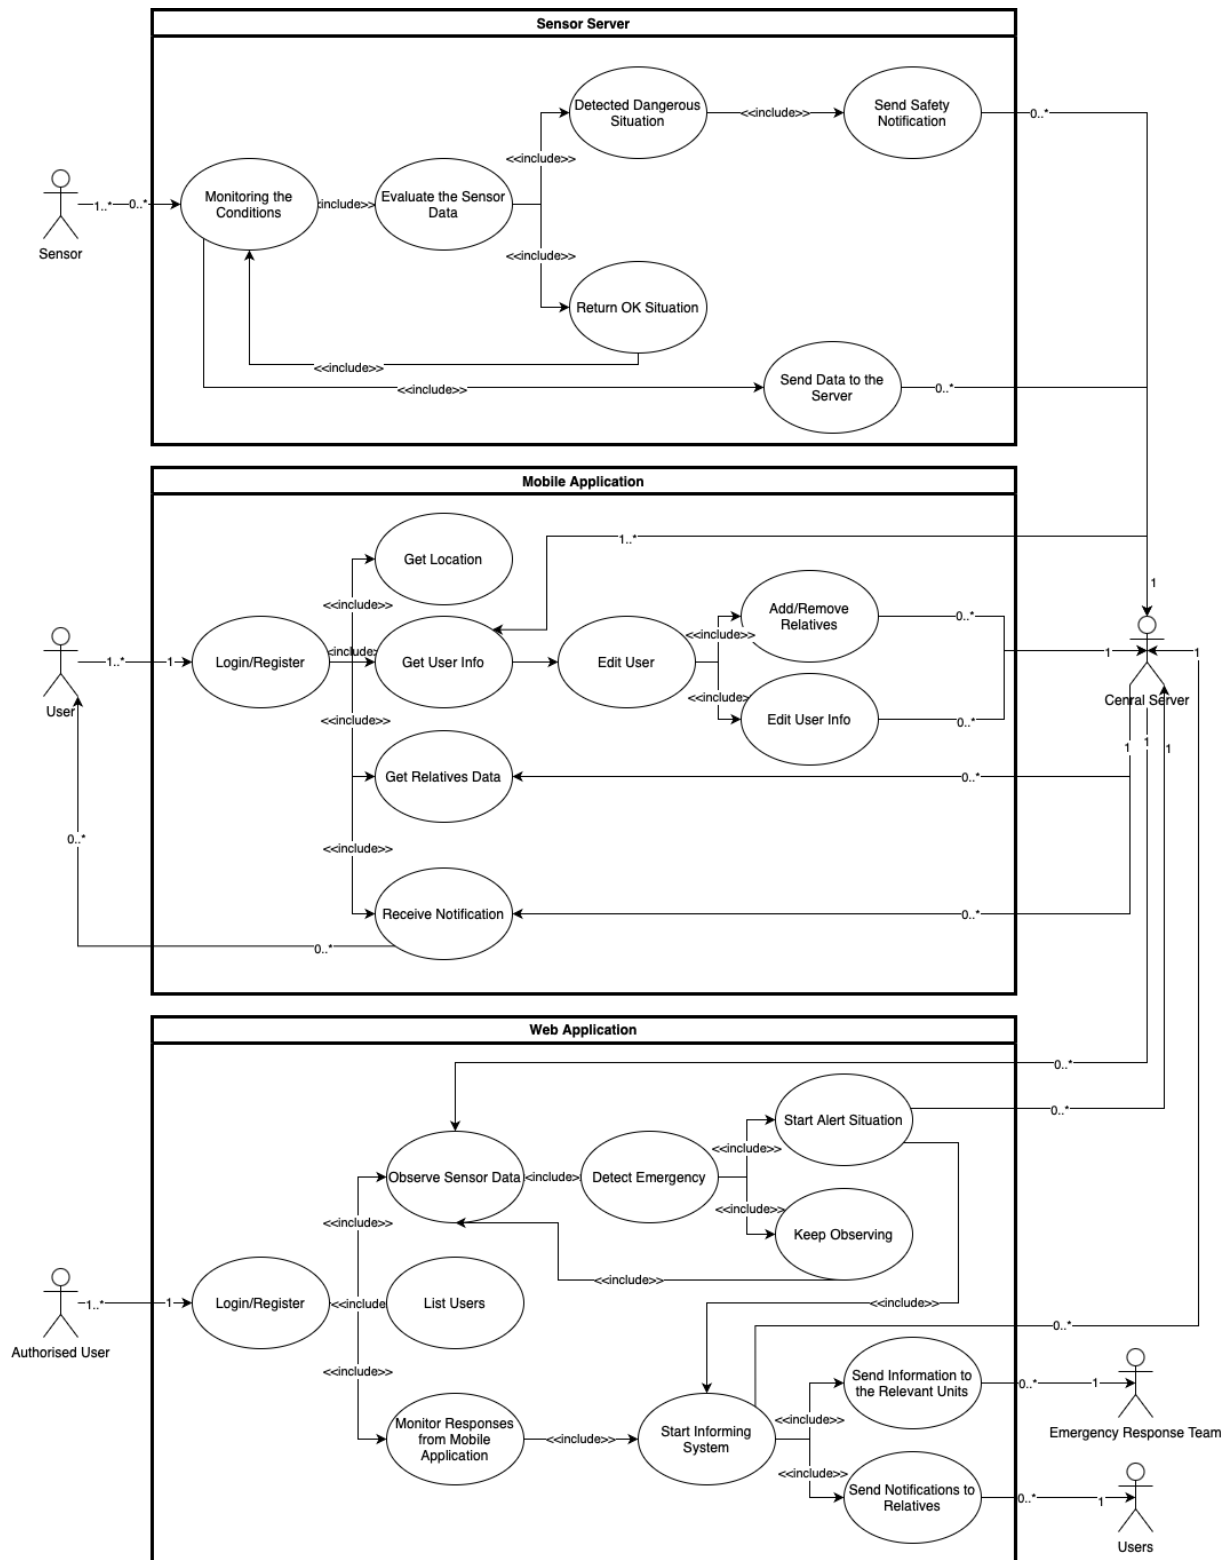 Sensor Server
Detected Dangerous
Situation
<<include>>
Send Safety
Notification
0..*
<<include>>
Sensor
1..*
0..*
Monitoring the
Conditions
include>>
Evaluate the Sensor
Data
<<include>>
Return OK Situation
<<include>>
<<include>>
Send Data to the
Server
0..*
Mobile Application
Get Location
1..*
1
<<include>>
Add/Remove
Relatives
0..*
<<include>>
User
1..*
1
Login/Register
<include>
Get User Info
Edit User
1
1
Cenral Server
<<include>
Edit User Info
0..*
<<include>>
1
1
1
Get Relatives Data
0..*
0..*
<<include>>
Receive Notification
0..*
0..*
Web Application
0..*
Start Alert Situation
0..*
<<include>>
Observe Sensor Data
<include>
Detect Emergency
<<include>>
Keep Observing
<<include>>
<<include>>
Authorised User
1..*
1
Login/Register
<<include
List Users
<<include>>
0..*
<<include>>
Send Information to
the Relevant Units
0..*
1
Emergency Response Team
Monitor Responses
from Mobile
Application
<<include>>
Start Informing
System
<<include>>
<<include>>
Send Notifications to
Relatives
0..*
1
Users